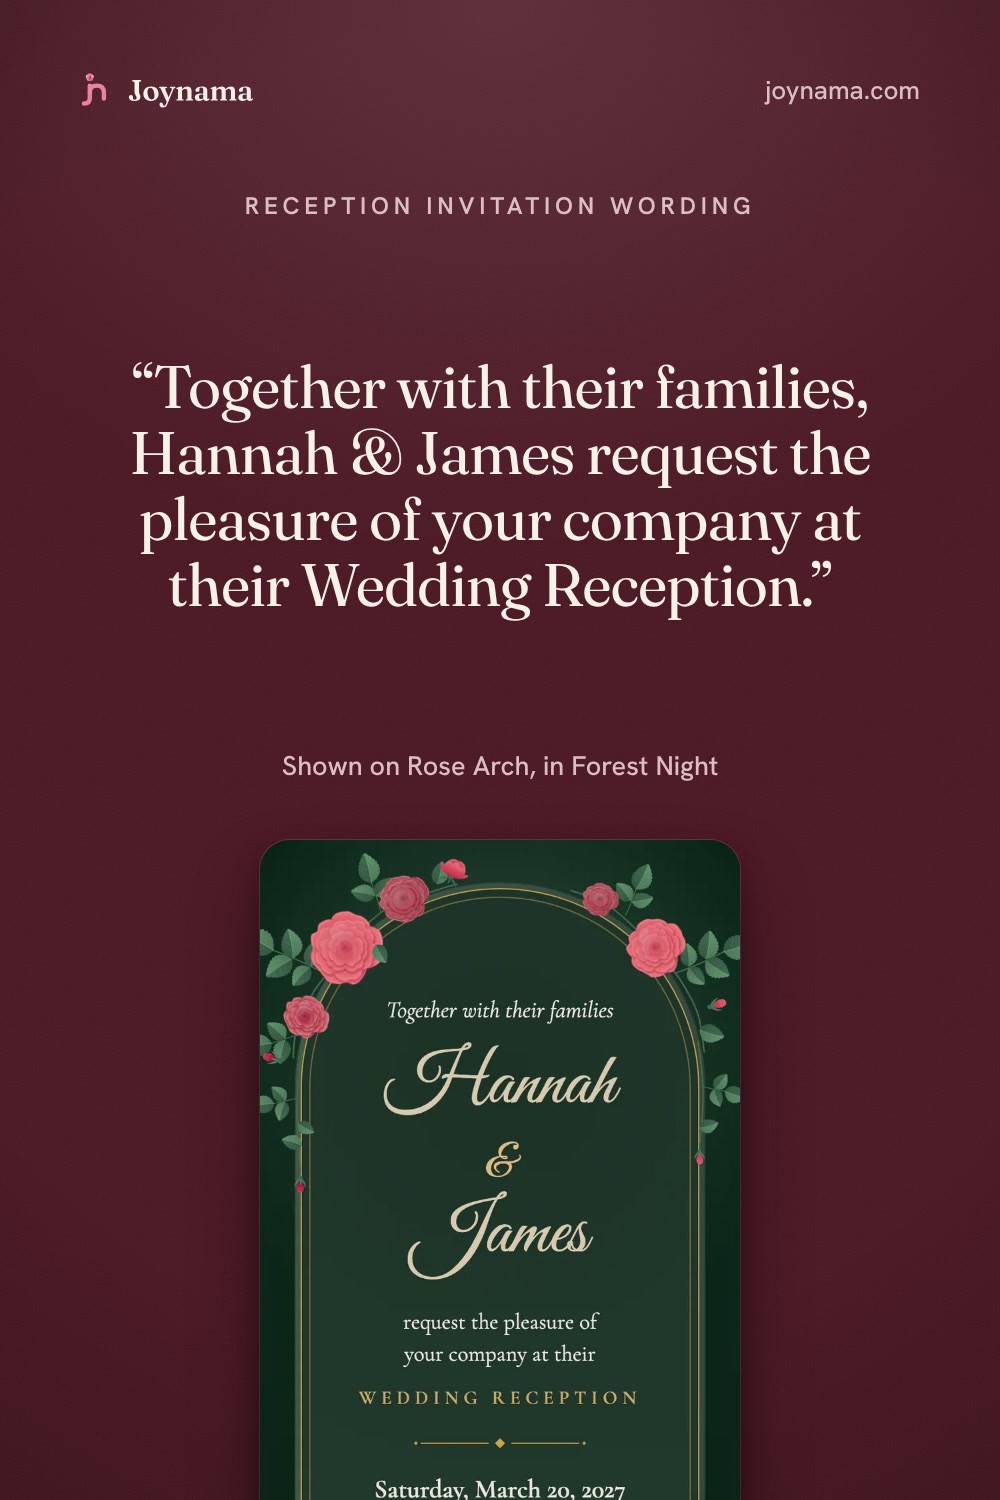 Joynama
joynama.com
RECEPTION INVITATION WORDING
“Together with their families,
Hannah & James request the
pleasure of your company at
their Wedding Reception.”
Shown on Rose Arch, in Forest Night
Together with their families
Hannah
&
James
request the pleasure of
your company at their
WEDDING RECEPTION
Saturday, March 20, 2027